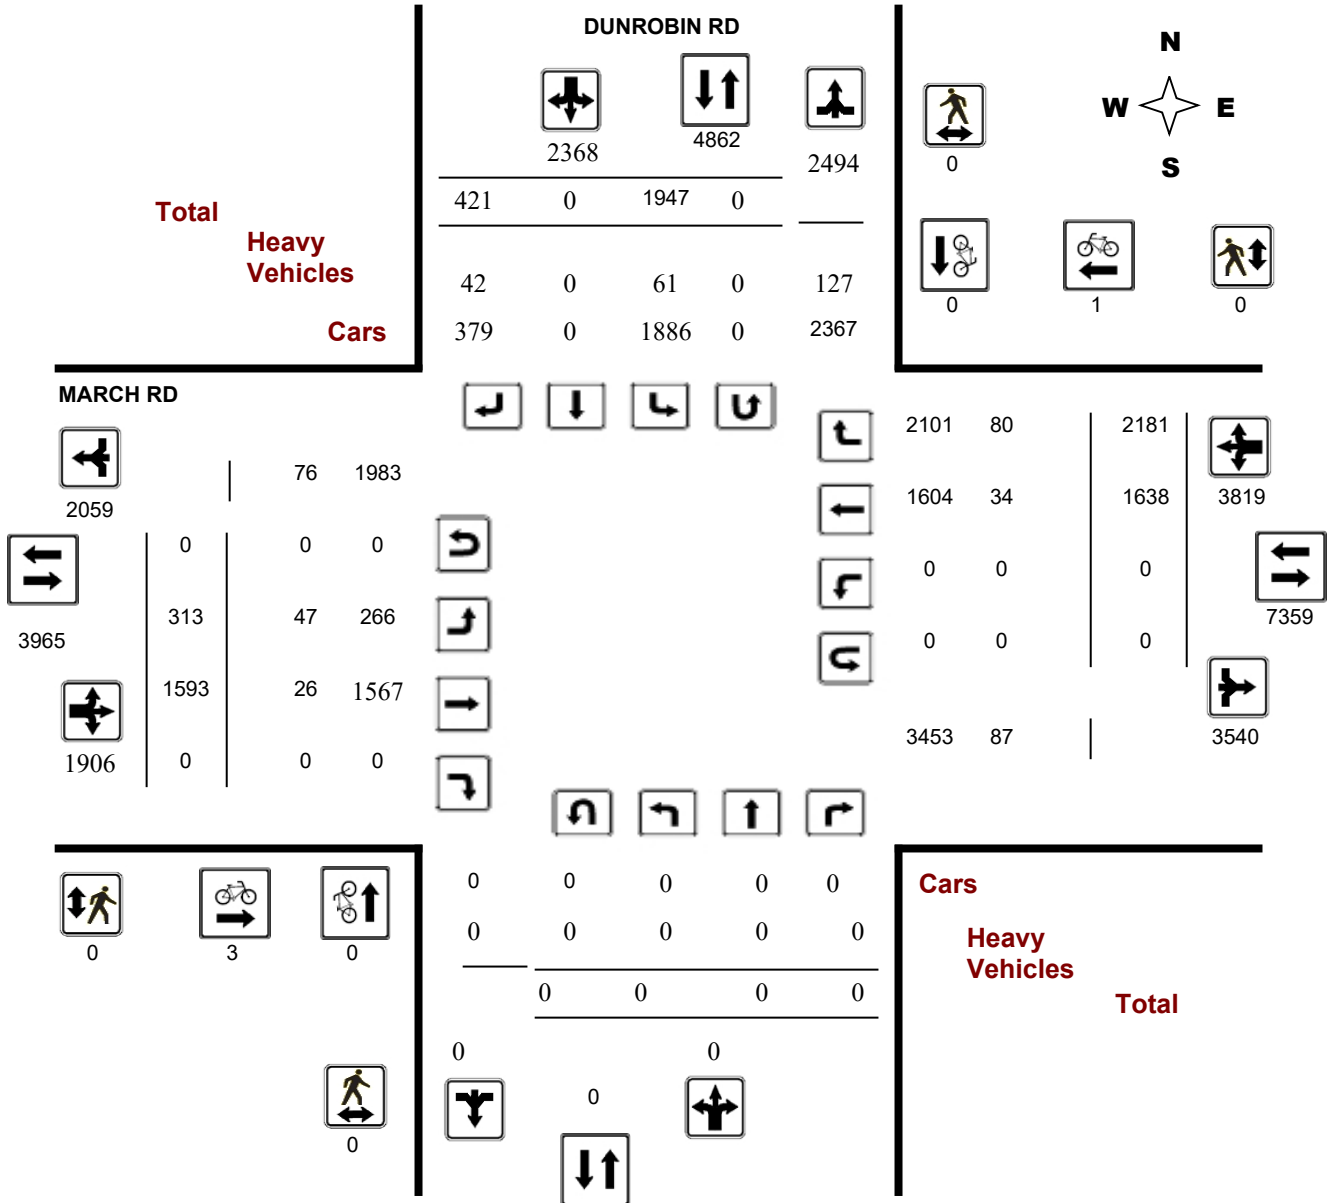 DUNROBIN RD
N
W E
S
2368 4862 2494 0
421 0 1947 0
Total
Heavy
Vehicles
42 0 61 0 127
0 1 0
Cars 379 0 1886 0 2367
MARCH RD
2101 80 2181
76 1983
2059
1604 34 1638 3819
0 0 0
0 0 0
7359
313 47 266
3965
0 0 0
1593 26 1567
3453 87 3540
1906 0 0 0
0 0 0 0 0 Cars
0 0 0 0 0 Heavy
Vehicles
0 3 0
0 0 0 0 Total
0 0
0
0